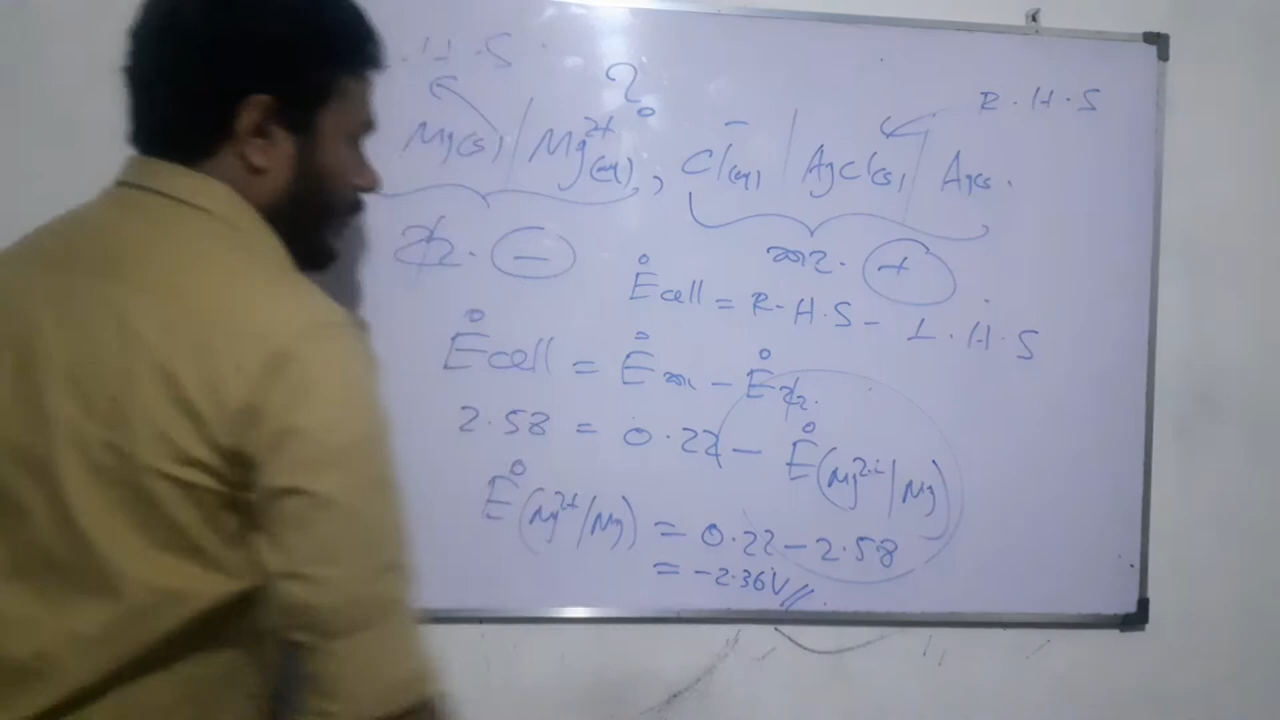 .H.S.
?
Mg(s) / Mg²⁺(aq), Cl⁻(aq) | AgCl(s) | Ag(s).
R.H.S
−
+
E°cell = R.H.S − L.H.S
E°cell = E° − E°
2.58 = 0.22 − E°(Mg²⁺/Mg)
E°(Mg²⁺/Mg) = 0.22 − 2.58
= −2.36V//